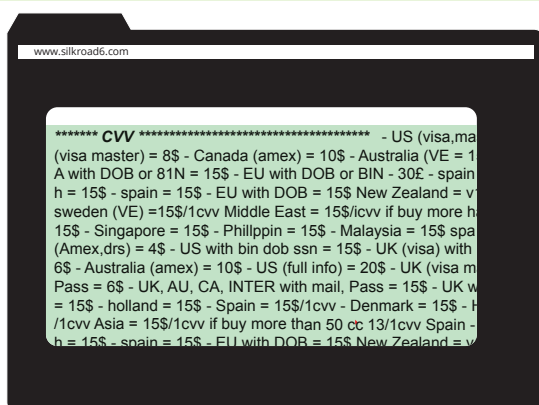 www.silkroad6.com
******* CVV ************************************* - US (visa,ma
(visa master) = 8$ - Canada (amex) = 10$ - Australia (VE = 1
A with DOB or 81N = 15$ - EU with DOB or BIN - 30£ - spain
h = 15$ - spain = 15$ - EU with DOB = 15$ New Zealand = v
sweden (VE) =15$/1cvv Middle East = 15$/icvv if buy more h
15$ - Singapore = 15$ - Phillppin = 15$ - Malaysia = 15$ spa
(Amex,drs) = 4$ - US with bin dob ssn = 15$ - UK (visa) with
6$ - Australia (amex) = 10$ - US (full info) = 20$ - UK (visa m
Pass = 6$ - UK, AU, CA, INTER with mail, Pass = 15$ - UK w
= 15$ - holland = 15$ - Spain = 15$/1cvv - Denmark = 15$ - H
/1cvv Asia = 15$/1cvv if buy more than 50 cc 13/1cvv Spain -
h = 15$ - spain = 15$ - EU with DOB = 15$ New Zealand = v